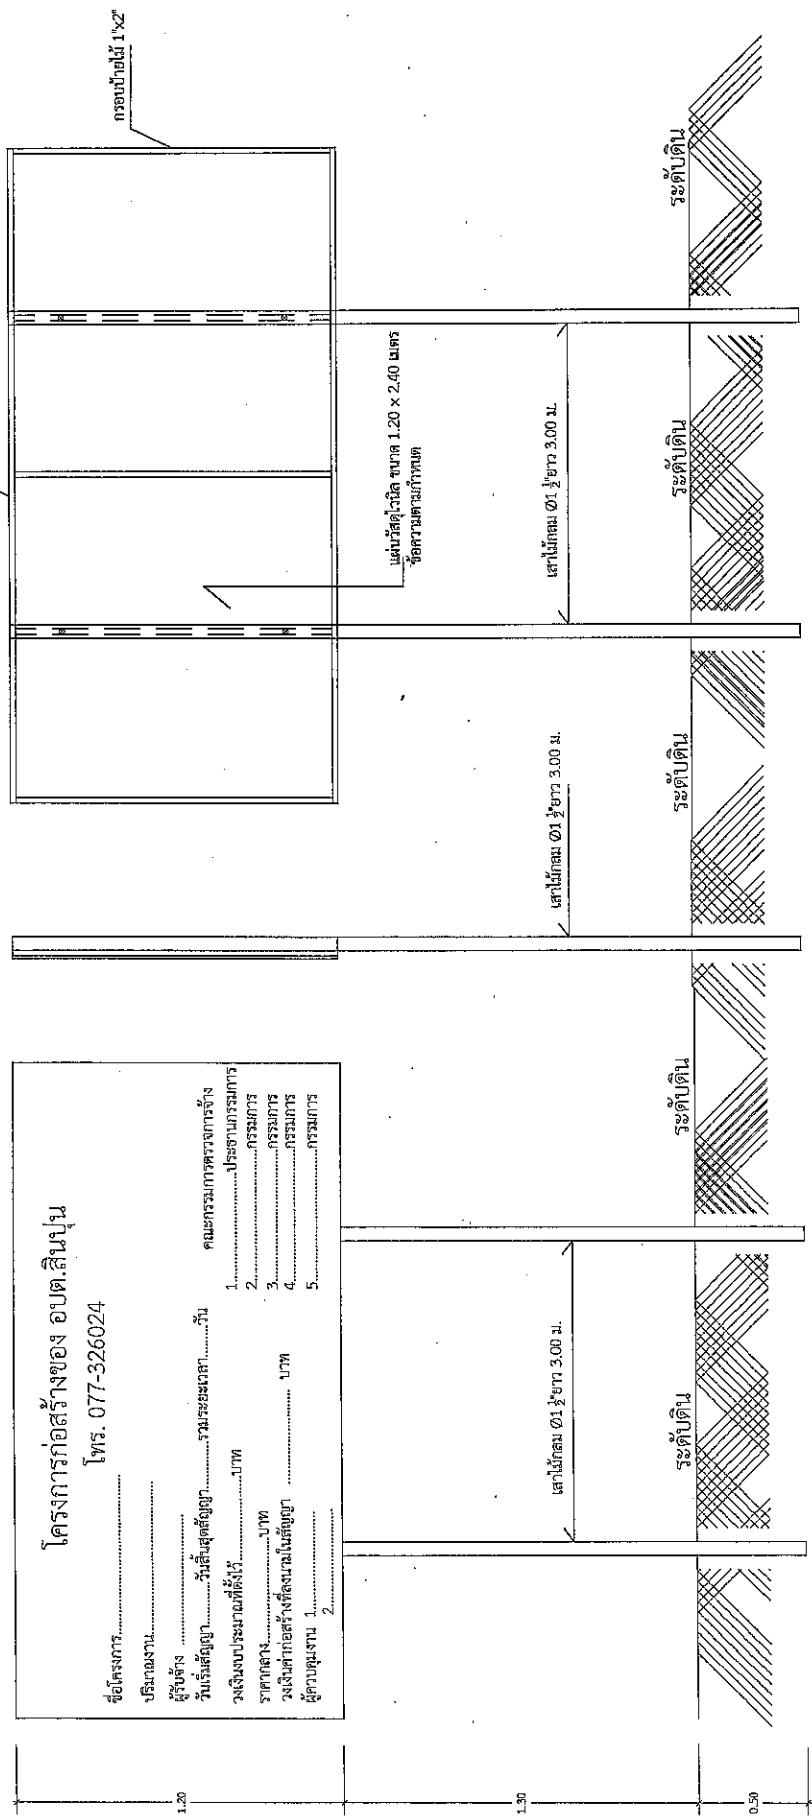 โครงการก่อสร้างของ อบต.สินปุน
โทร. 077-326024
ชื่อโครงการ..............................
ปริมาณงาน..............................
ผู้รับจ้าง ..............................
วันเริ่มสัญญา..........วันสิ้นสุดสัญญา..........รวมระยะเวลา..........วัน
วงเงินงบประมาณที่ตั้งไว้....................บาท
ราคากลาง....................บาท
วงเงินค่าก่อสร้างที่ลงนามในสัญญา .................... บาท
ผู้ควบคุมงาน 1....................
2....................
คณะกรรมการตรวจการจ้าง
1....................ประธานกรรมการ
2....................กรรมการ
3....................กรรมการ
4....................กรรมการ
5....................กรรมการ
กรอบป้ายไม้ 1"x2"
แผ่นวัสดุไวนิล ขนาด 1.20 x 2.40 เมตร
ข้อความตามกำหนด
เสาไม้กลม Ø1 ½"ยาว 3.00 ม.
เสาไม้กลม Ø1 ½"ยาว 3.00 ม.
เสาไม้กลม Ø1 ½"ยาว 3.00 ม.
ระดับดิน
ระดับดิน
ระดับดิน
ระดับดิน
ระดับดิน
1.20
1.30
0.50